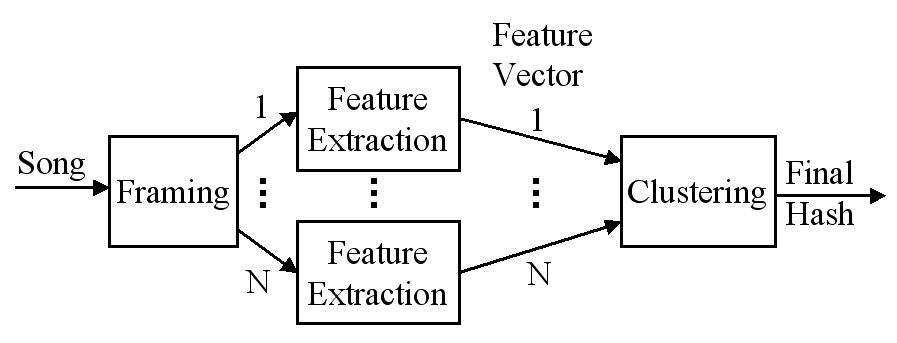 Feature
Vector
Song
Framing
1
Feature
Extraction
1
N
Feature
Extraction
N
Clustering
Final
Hash